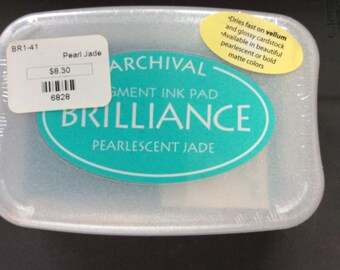 BR1-41
Pearl Jade
$8.30
6828
•Dries fast on vellum
and glossy cardstock
•Available in beautiful
pearlescent or bold
matte colors
ARCHIVAL
GMENT INK PAD
BRILLIANCE
PEARLESCENT JADE